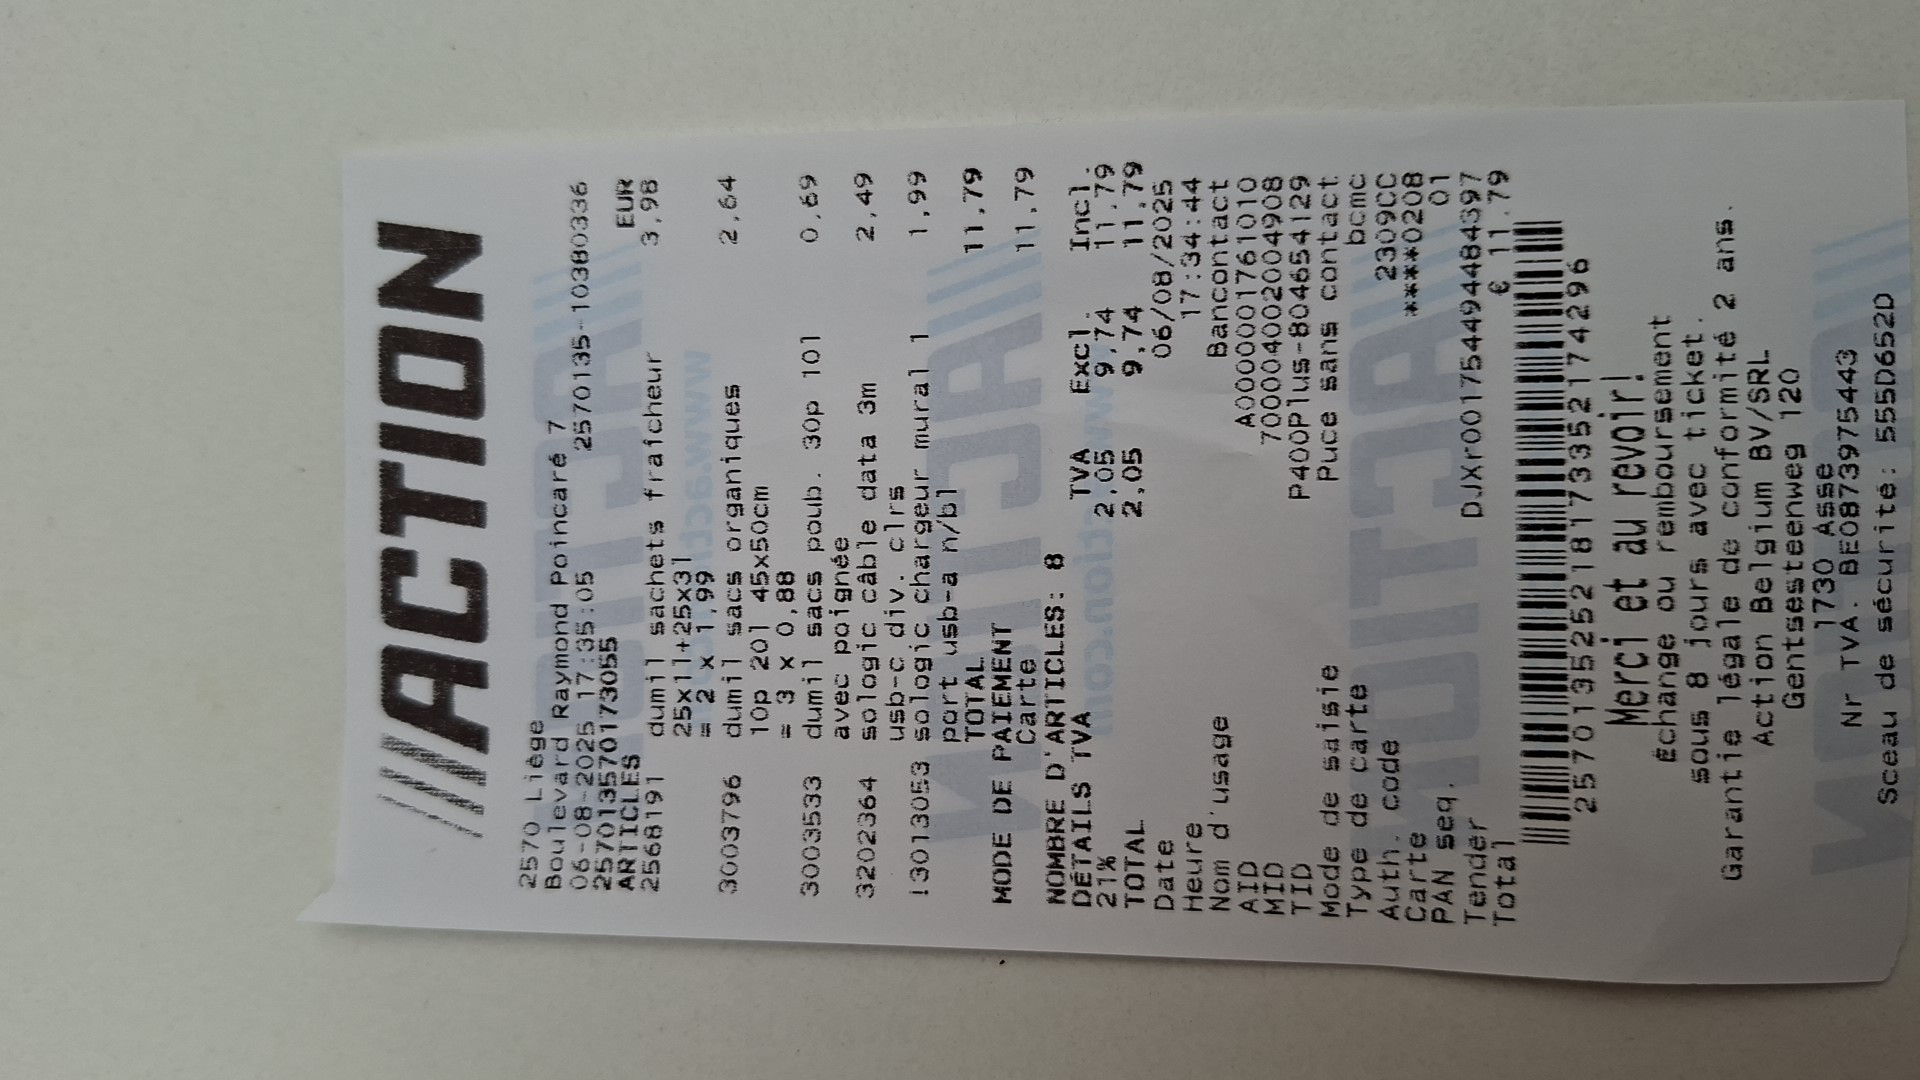 ///ACTION
2570 Liège
Boulevard Raymond Poincaré 7
06-08-2025 17:35:05 2570135-10380336
2570135701173055
ARTICLES EUR
2568191 dumil sachets fraîcheur 3,98
25x1l+25x3l
= 2 x 1,99
3003796 dumil sacs organiques 2,64
10p 20l 45x50cm
= 3 x 0,88
3003533 dumil sacs poub. 30p 10l 0,69
avec poignée
3202364 sologic câble data 3m 2,49
usb-c div. clrs
!3013053 sologic chargeur mural 1 1,99
port usb-a n/bl
TOTAL 11,79
MODE DE PAIEMENT
Carte 11,79
NOMBRE D'ARTICLES: 8
DÉTAILS TVA TVA Excl. Incl.
21% 2,05 9,74 11,79
TOTAL 2,05 9,74 11,79
Date 06/08/2025
Heure 17:34:44
Nom d'usage Bancontact
AID A0000001761010
MID 700004002004908
TID P400Plus-804654129
Mode de saisie Puce sans contact
Type de carte bcmc
Auth. code 2309CC
Carte ****0208
PAN seq. 01
Tender DJXr001754494484397
Total € 11.79
257013525218173352174296
Merci et au revoir!
Échange ou remboursement
sous 8 jours avec ticket.
Garantie légale de conformité 2 ans.
Action Belgium BV/SRL
Gentsesteenweg 120
1730 Asse
Nr TVA. BE0873975443
Sceau de sécurité: 555D652D